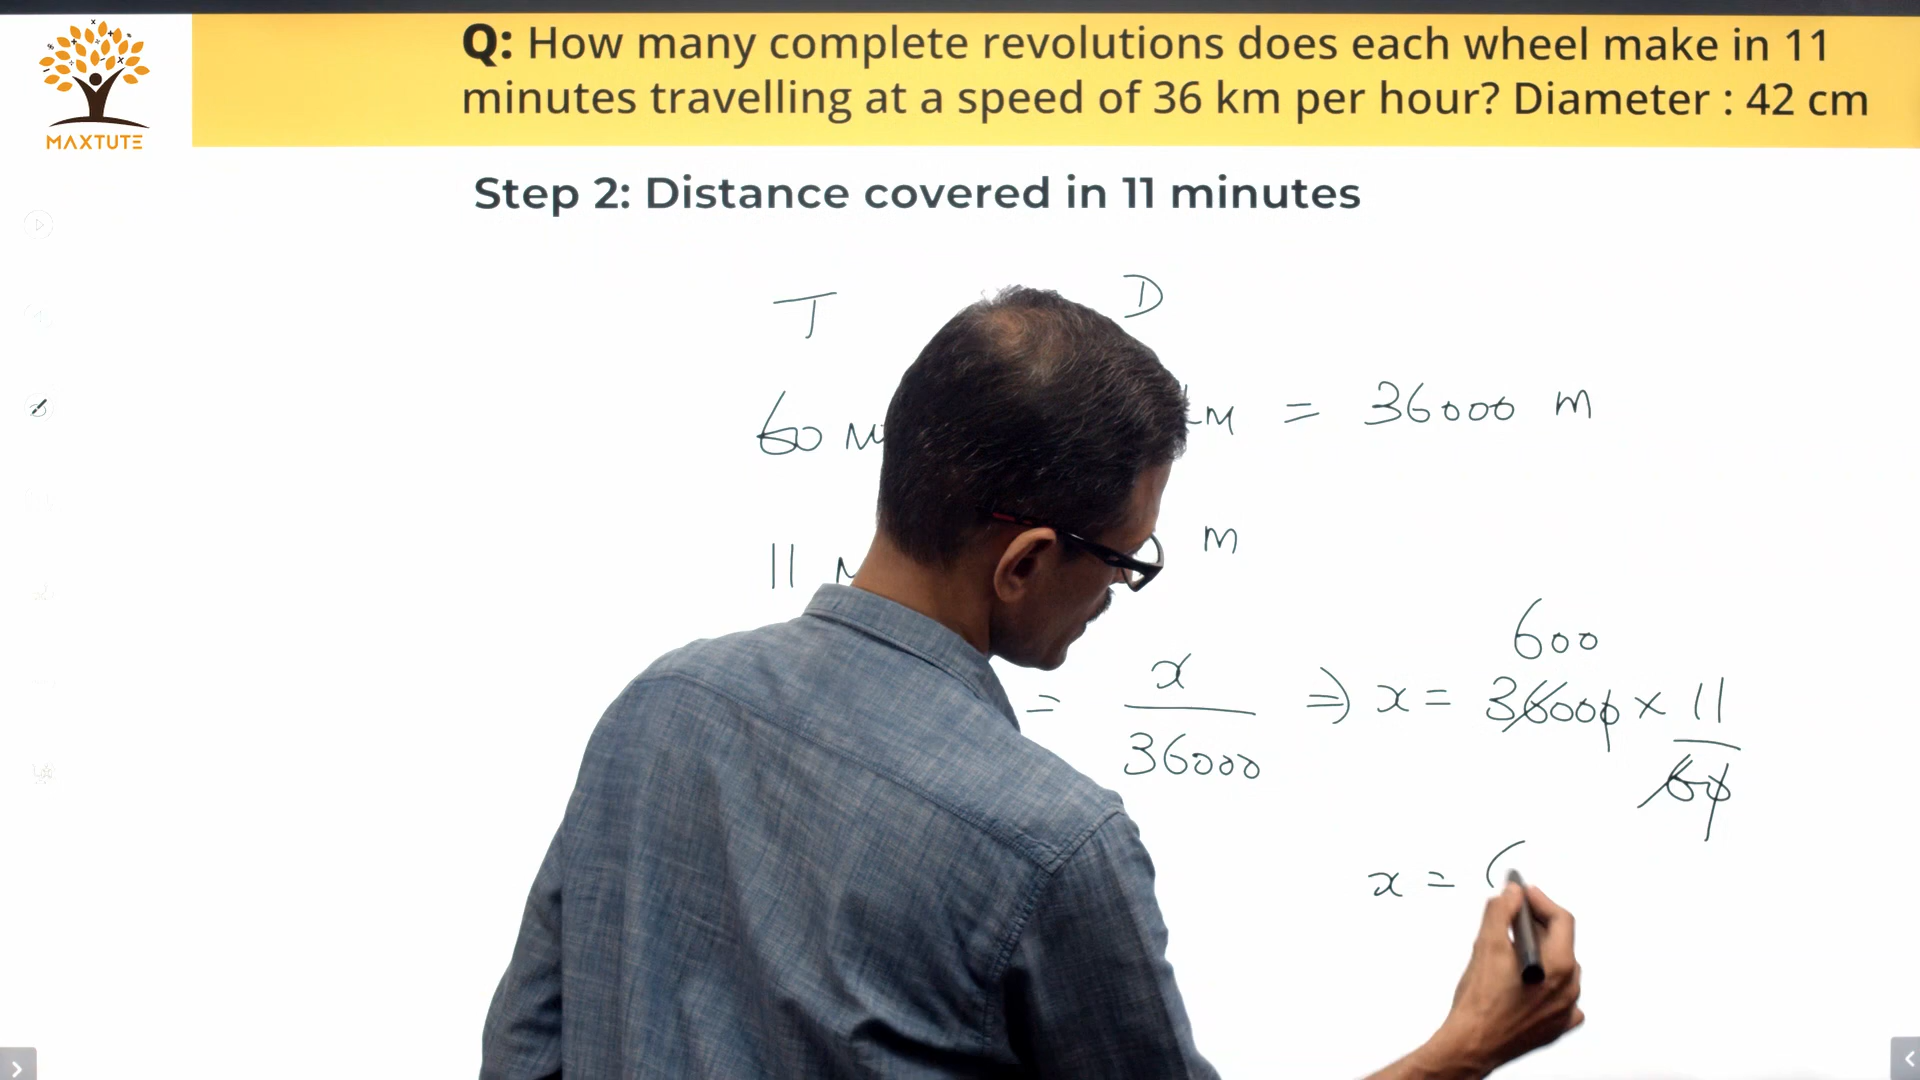 MAXTUTE
Q: How many complete revolutions does each wheel make in 11
minutes travelling at a speed of 36 km per hour? Diameter : 42 cm
Step 2: Distance covered in 11 minutes
T D
60 = 36000 m
11 m
= x / 36000 ⇒ x = 36000 × 11 / 60
600
x =